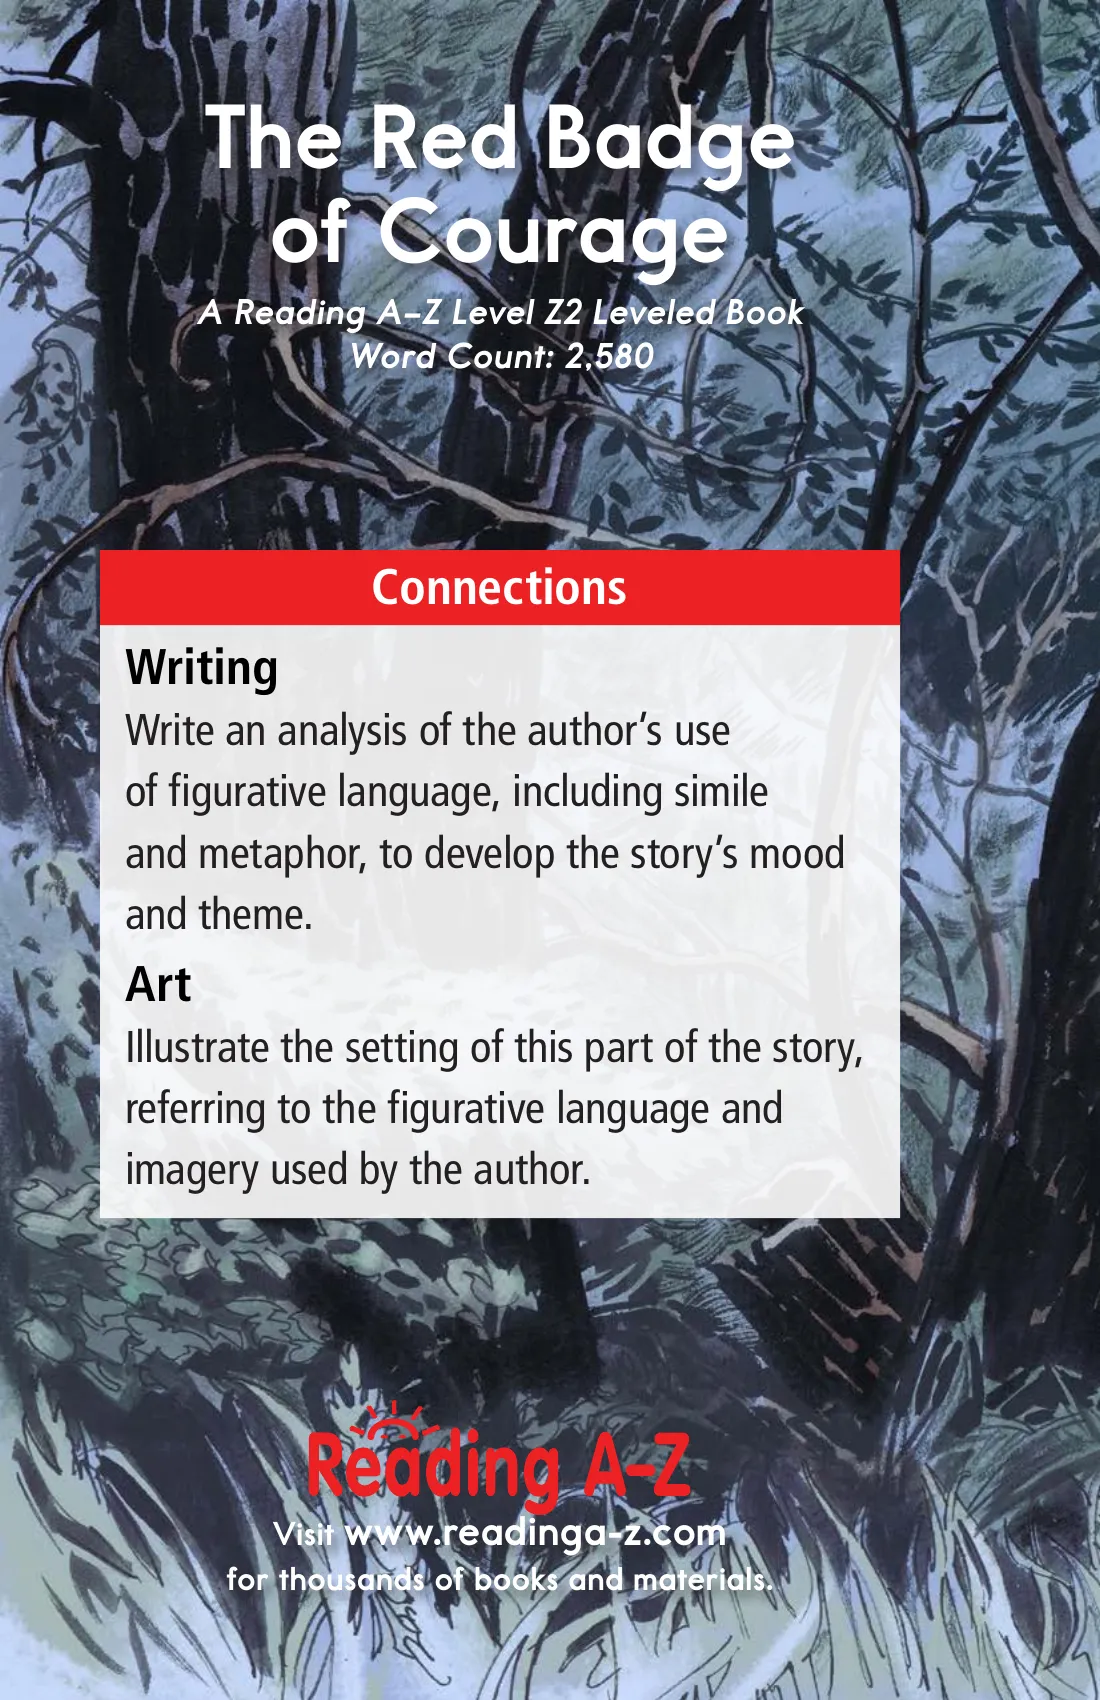 The Red Badge
of Courage
A Reading A–Z Level Z2 Leveled Book
Word Count: 2,580
Connections
Writing
Write an analysis of the author’s use
of figurative language, including simile
and metaphor, to develop the story’s mood
and theme.
Art
Illustrate the setting of this part of the story,
referring to the figurative language and
imagery used by the author.
Reading A–Z
Visit www.readinga-z.com
for thousands of books and materials.